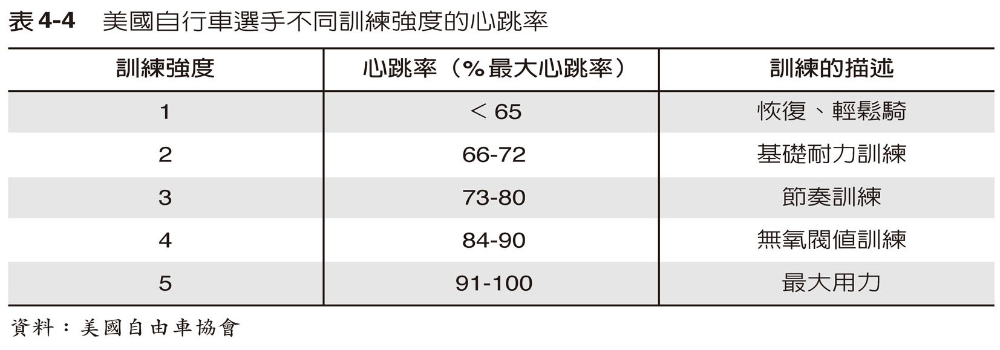 表 4-4 美國自行車選手不同訓練強度的心跳率
訓練強度 心跳率（%最大心跳率） 訓練的描述
1 ＜65 恢復、輕鬆騎
2 66-72 基礎耐力訓練
3 73-80 節奏訓練
4 84-90 無氧閥值訓練
5 91-100 最大用力
資料：美國自由車協會